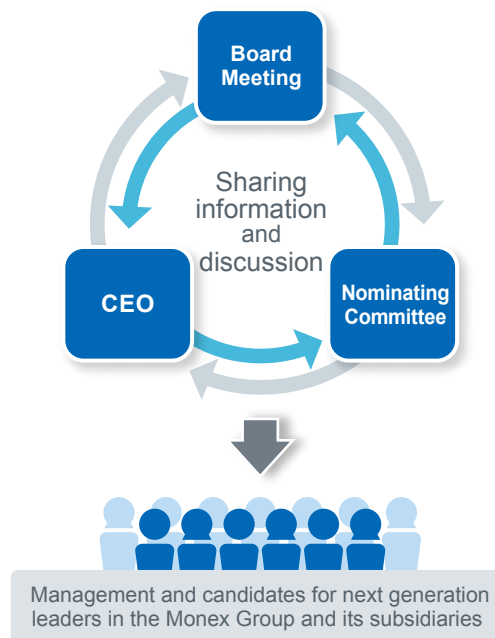 Board
Meeting
Sharing
information
and
discussion
CEO
Nominating
Committee
Management and candidates for next generation
leaders in the Monex Group and its subsidiaries